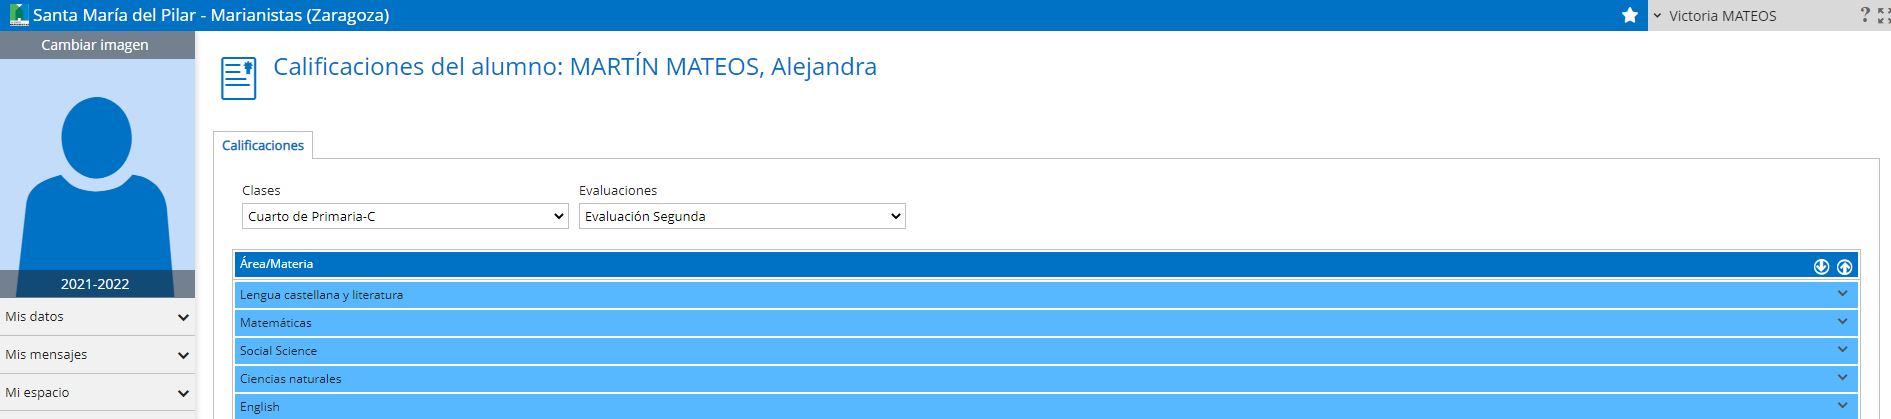 Santa María del Pilar - Marianistas (Zaragoza)
Victoria MATEOS
?
Cambiar imagen
Calificaciones del alumno: MARTÍN MATEOS, Alejandra
Calificaciones
Clases
Evaluaciones
Cuarto de Primaria-C
Evaluación Segunda
2021-2022
Área/Materia
Lengua castellana y literatura
Mis datos
Matemáticas
Mis mensajes
Social Science
Ciencias naturales
Mi espacio
English